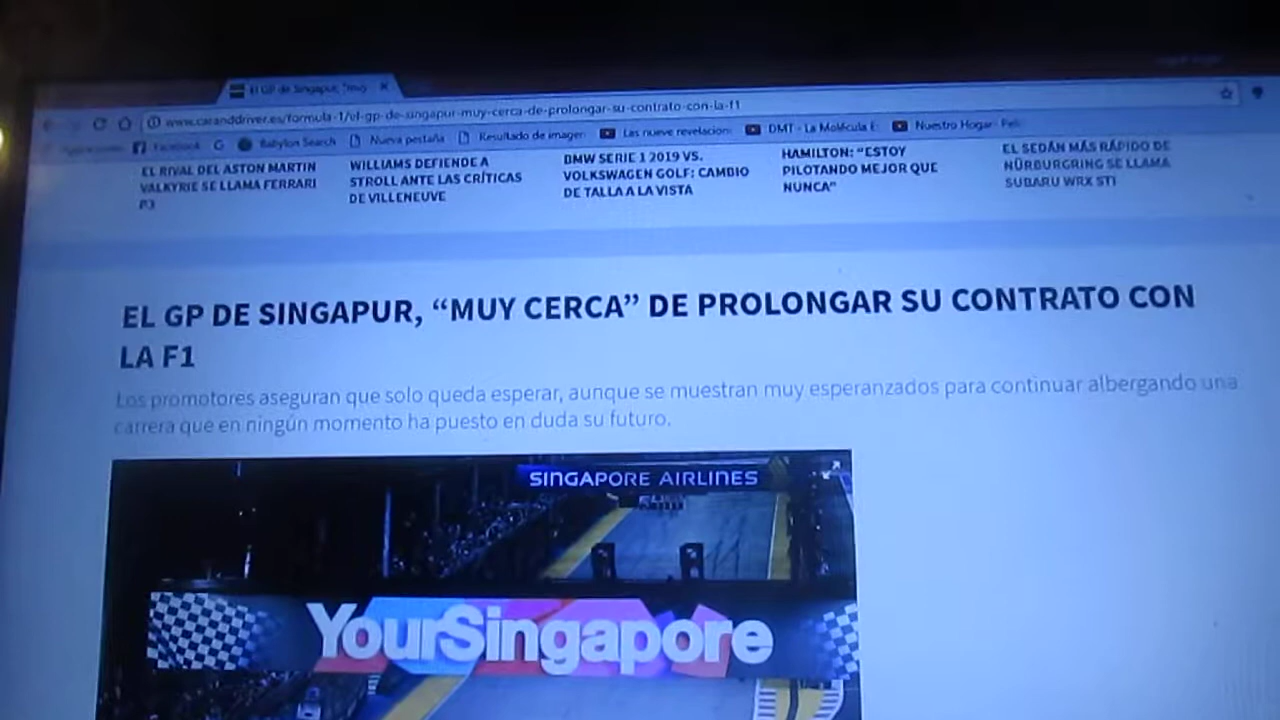 El GP de Singapur, "muy
www.caranddriver.es/formula-1/el-gp-de-singapur-muy-cerca-de-prolongar-su-contrato-con-la-f1
Facebook Babylon Search Nueva pestaña Resultado de imagen Las nueve revelacion DMT - La Molécula E Nuestro Hogar- Pelí
EL RIVAL DEL ASTON MARTIN
VALKYRIE SE LLAMA FERRARI
P3
WILLIAMS DEFIENDE A
STROLL ANTE LAS CRÍTICAS
DE VILLENEUVE
BMW SERIE 1 2019 VS.
VOLKSWAGEN GOLF: CAMBIO
DE TALLA A LA VISTA
HAMILTON: “ESTOY
PILOTANDO MEJOR QUE
NUNCA”
EL SEDÁN MÁS RÁPIDO DE
NÜRBURGRING SE LLAMA
SUBARU WRX STI
EL GP DE SINGAPUR, “MUY CERCA” DE PROLONGAR SU CONTRATO CON
LA F1
Los promotores aseguran que solo queda esperar, aunque se muestran muy esperanzados para continuar albergando una
carrera que en ningún momento ha puesto en duda su futuro.
SINGAPORE AIRLINES
YourSingapore